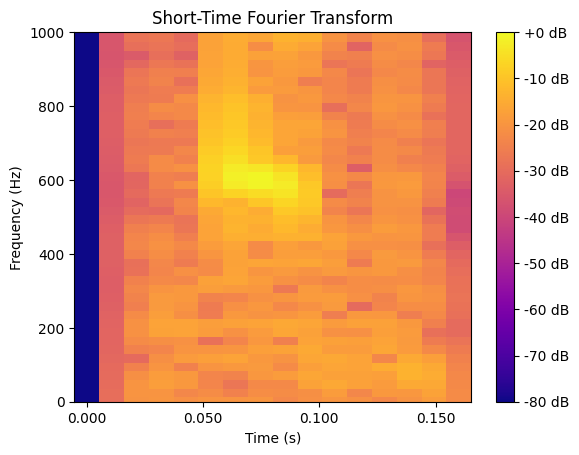 Short-Time Fourier Transform
Frequency (Hz)
1000
800
600
400
200
0
0.000 0.050 0.100 0.150
Time (s)
+0 dB
-10 dB
-20 dB
-30 dB
-40 dB
-50 dB
-60 dB
-70 dB
-80 dB